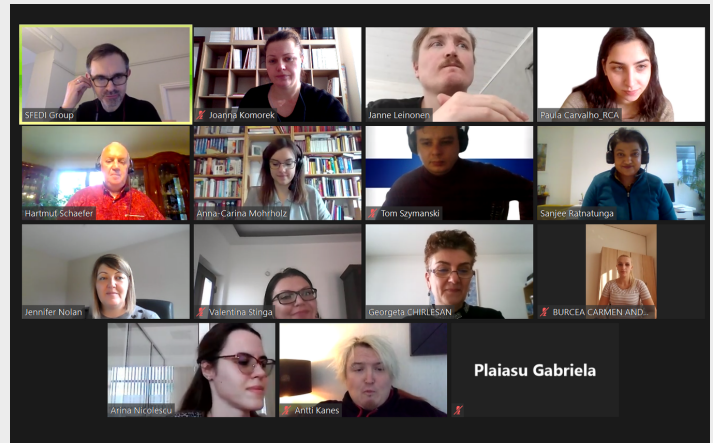 SFEDI Group
Joanna Komorek
Janne Leinonen
Paula Carvalho_RCA
Hartmut Schaefer
Anna-Carina Mohrholz
Tom Szymanski
Sanjee Ratnatunga
Jennifer Nolan
Valentina Stinga
Georgeta CHIRLESAN
BURCEA CARMEN AND...
Arina Nicolescu
Antti Kanes
Plaiasu Gabriela